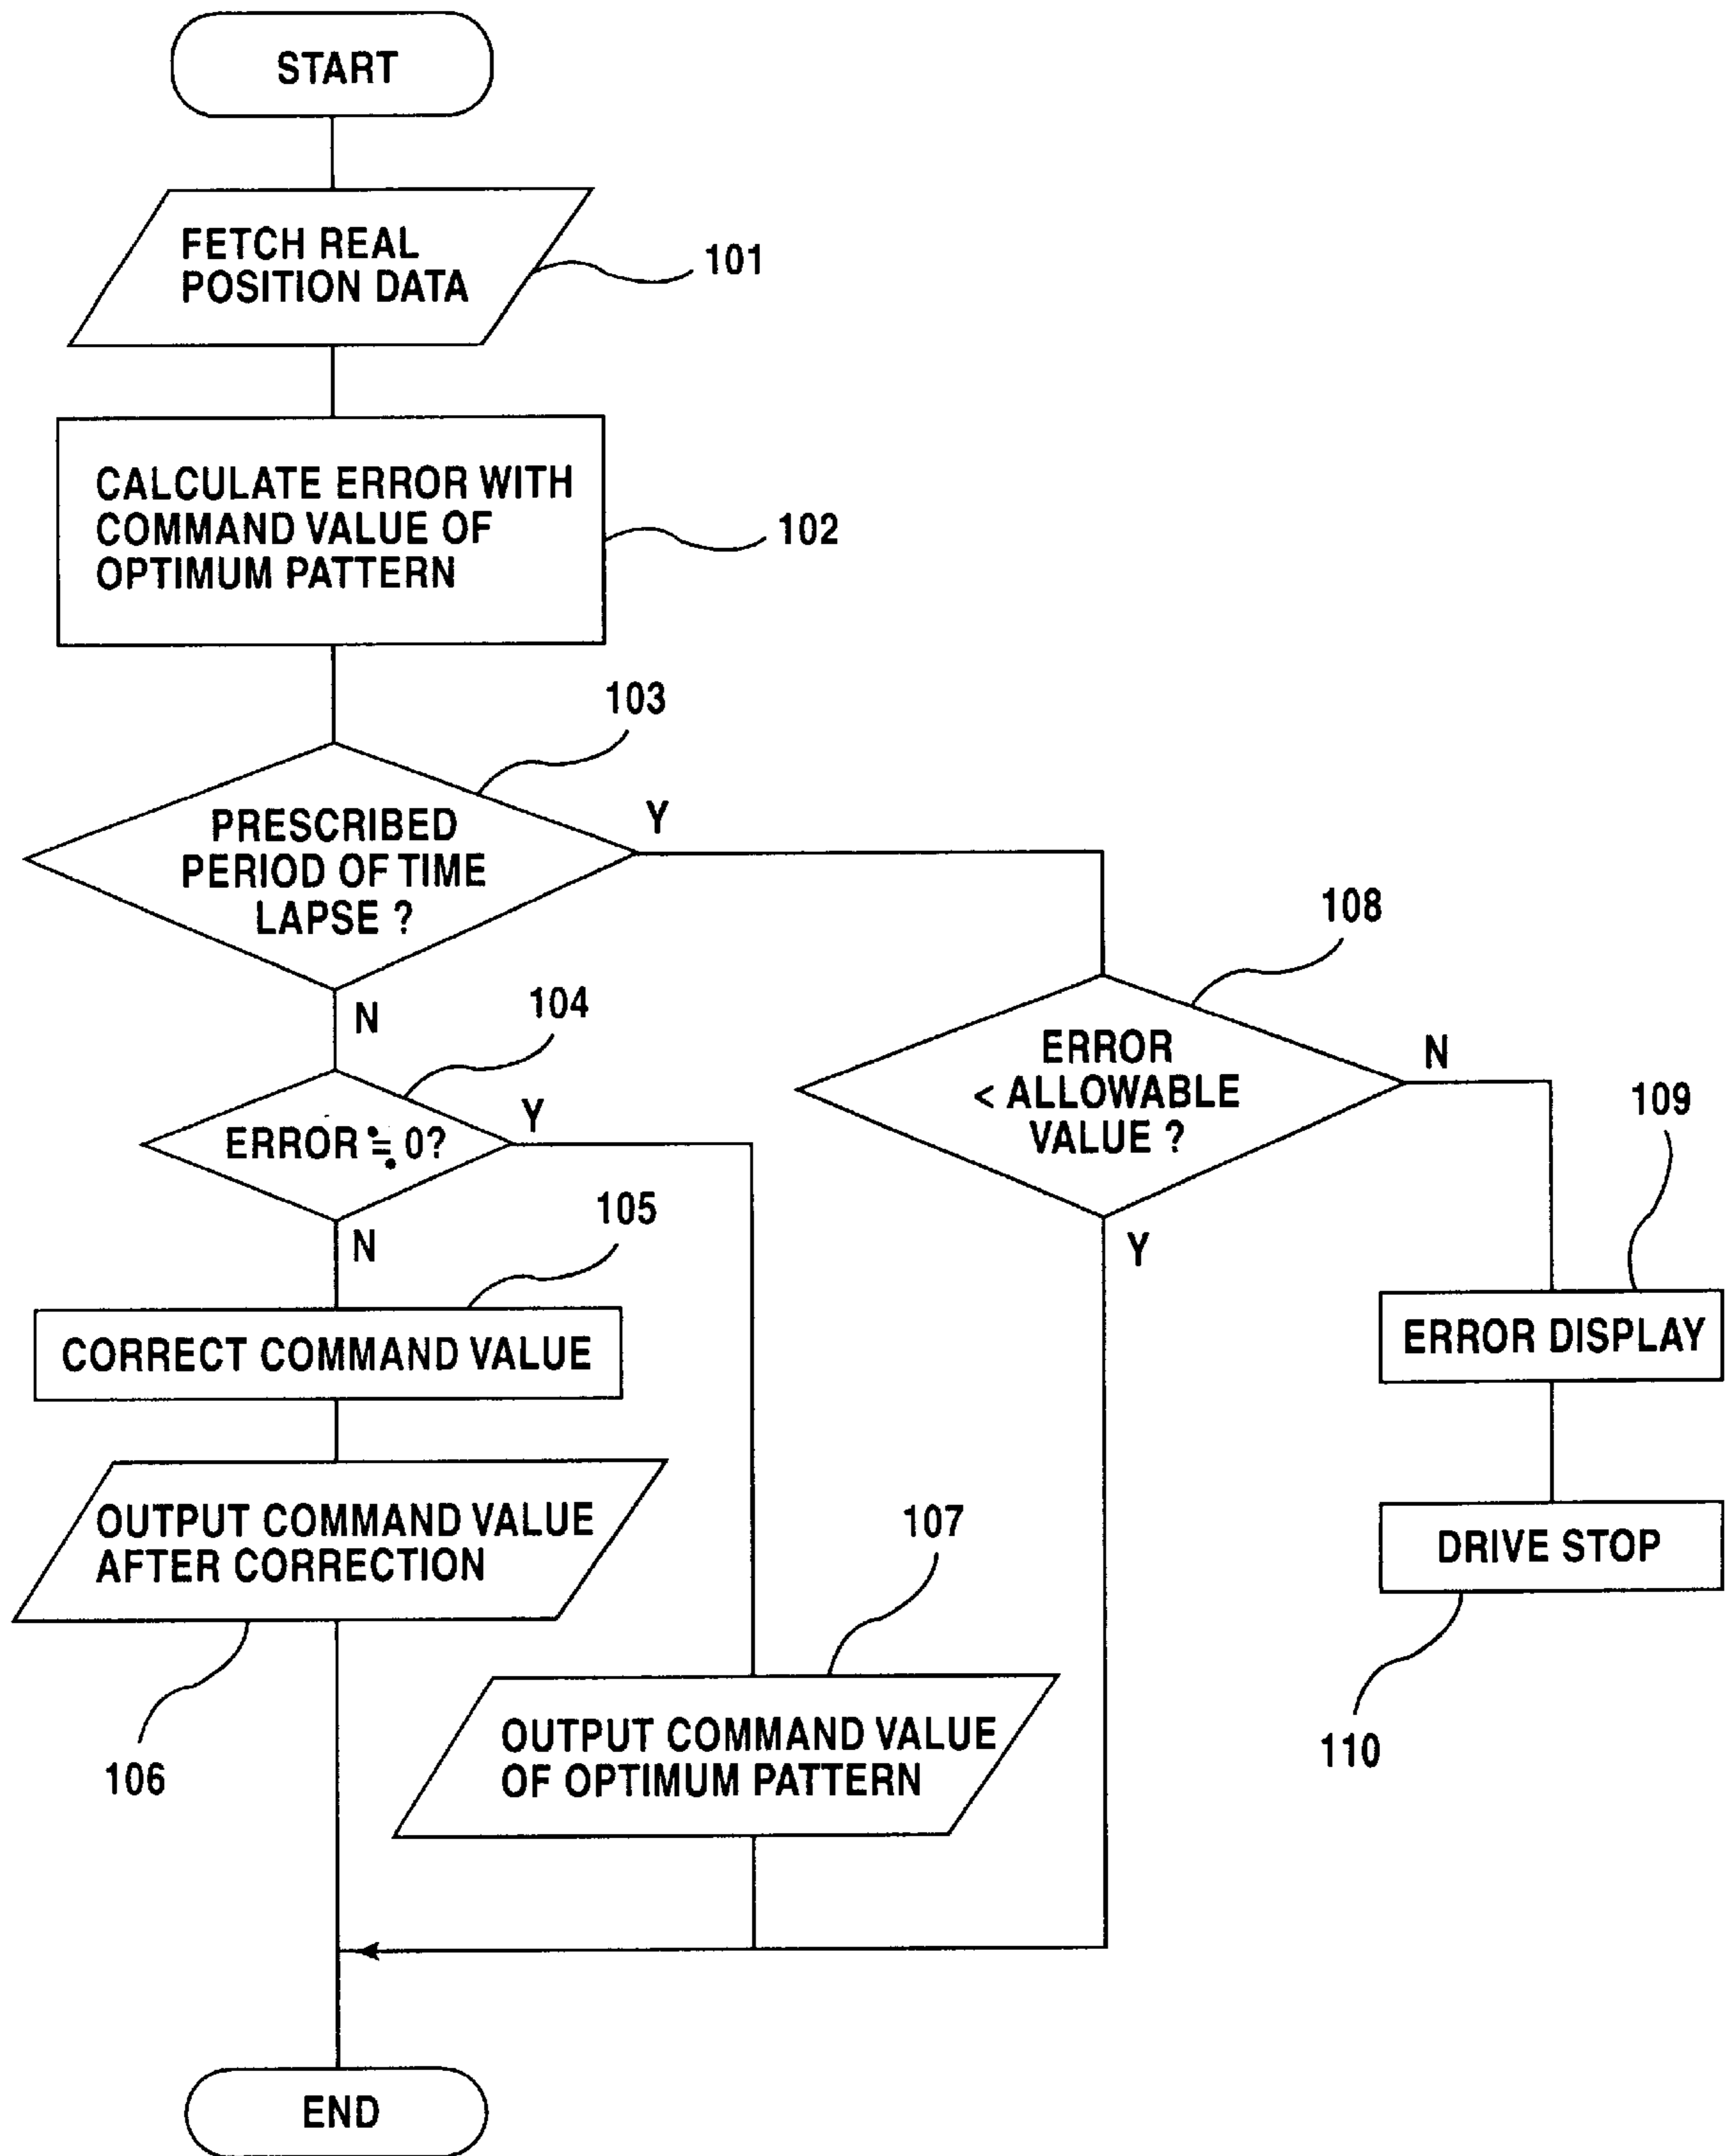 START
FETCH REAL
POSITION DATA
101
CALCULATE ERROR WITH
COMMAND VALUE OF
OPTIMUM PATTERN
102
103
PRESCRIBED
PERIOD OF TIME
LAPSE ?
Y
N
108
ERROR
< ALLOWABLE
VALUE ?
N
Y
104
ERROR ≒ 0?
Y
N
109
ERROR DISPLAY
105
CORRECT COMMAND VALUE
OUTPUT COMMAND VALUE
AFTER CORRECTION
106
107
OUTPUT COMMAND VALUE
OF OPTIMUM PATTERN
DRIVE STOP
110
END